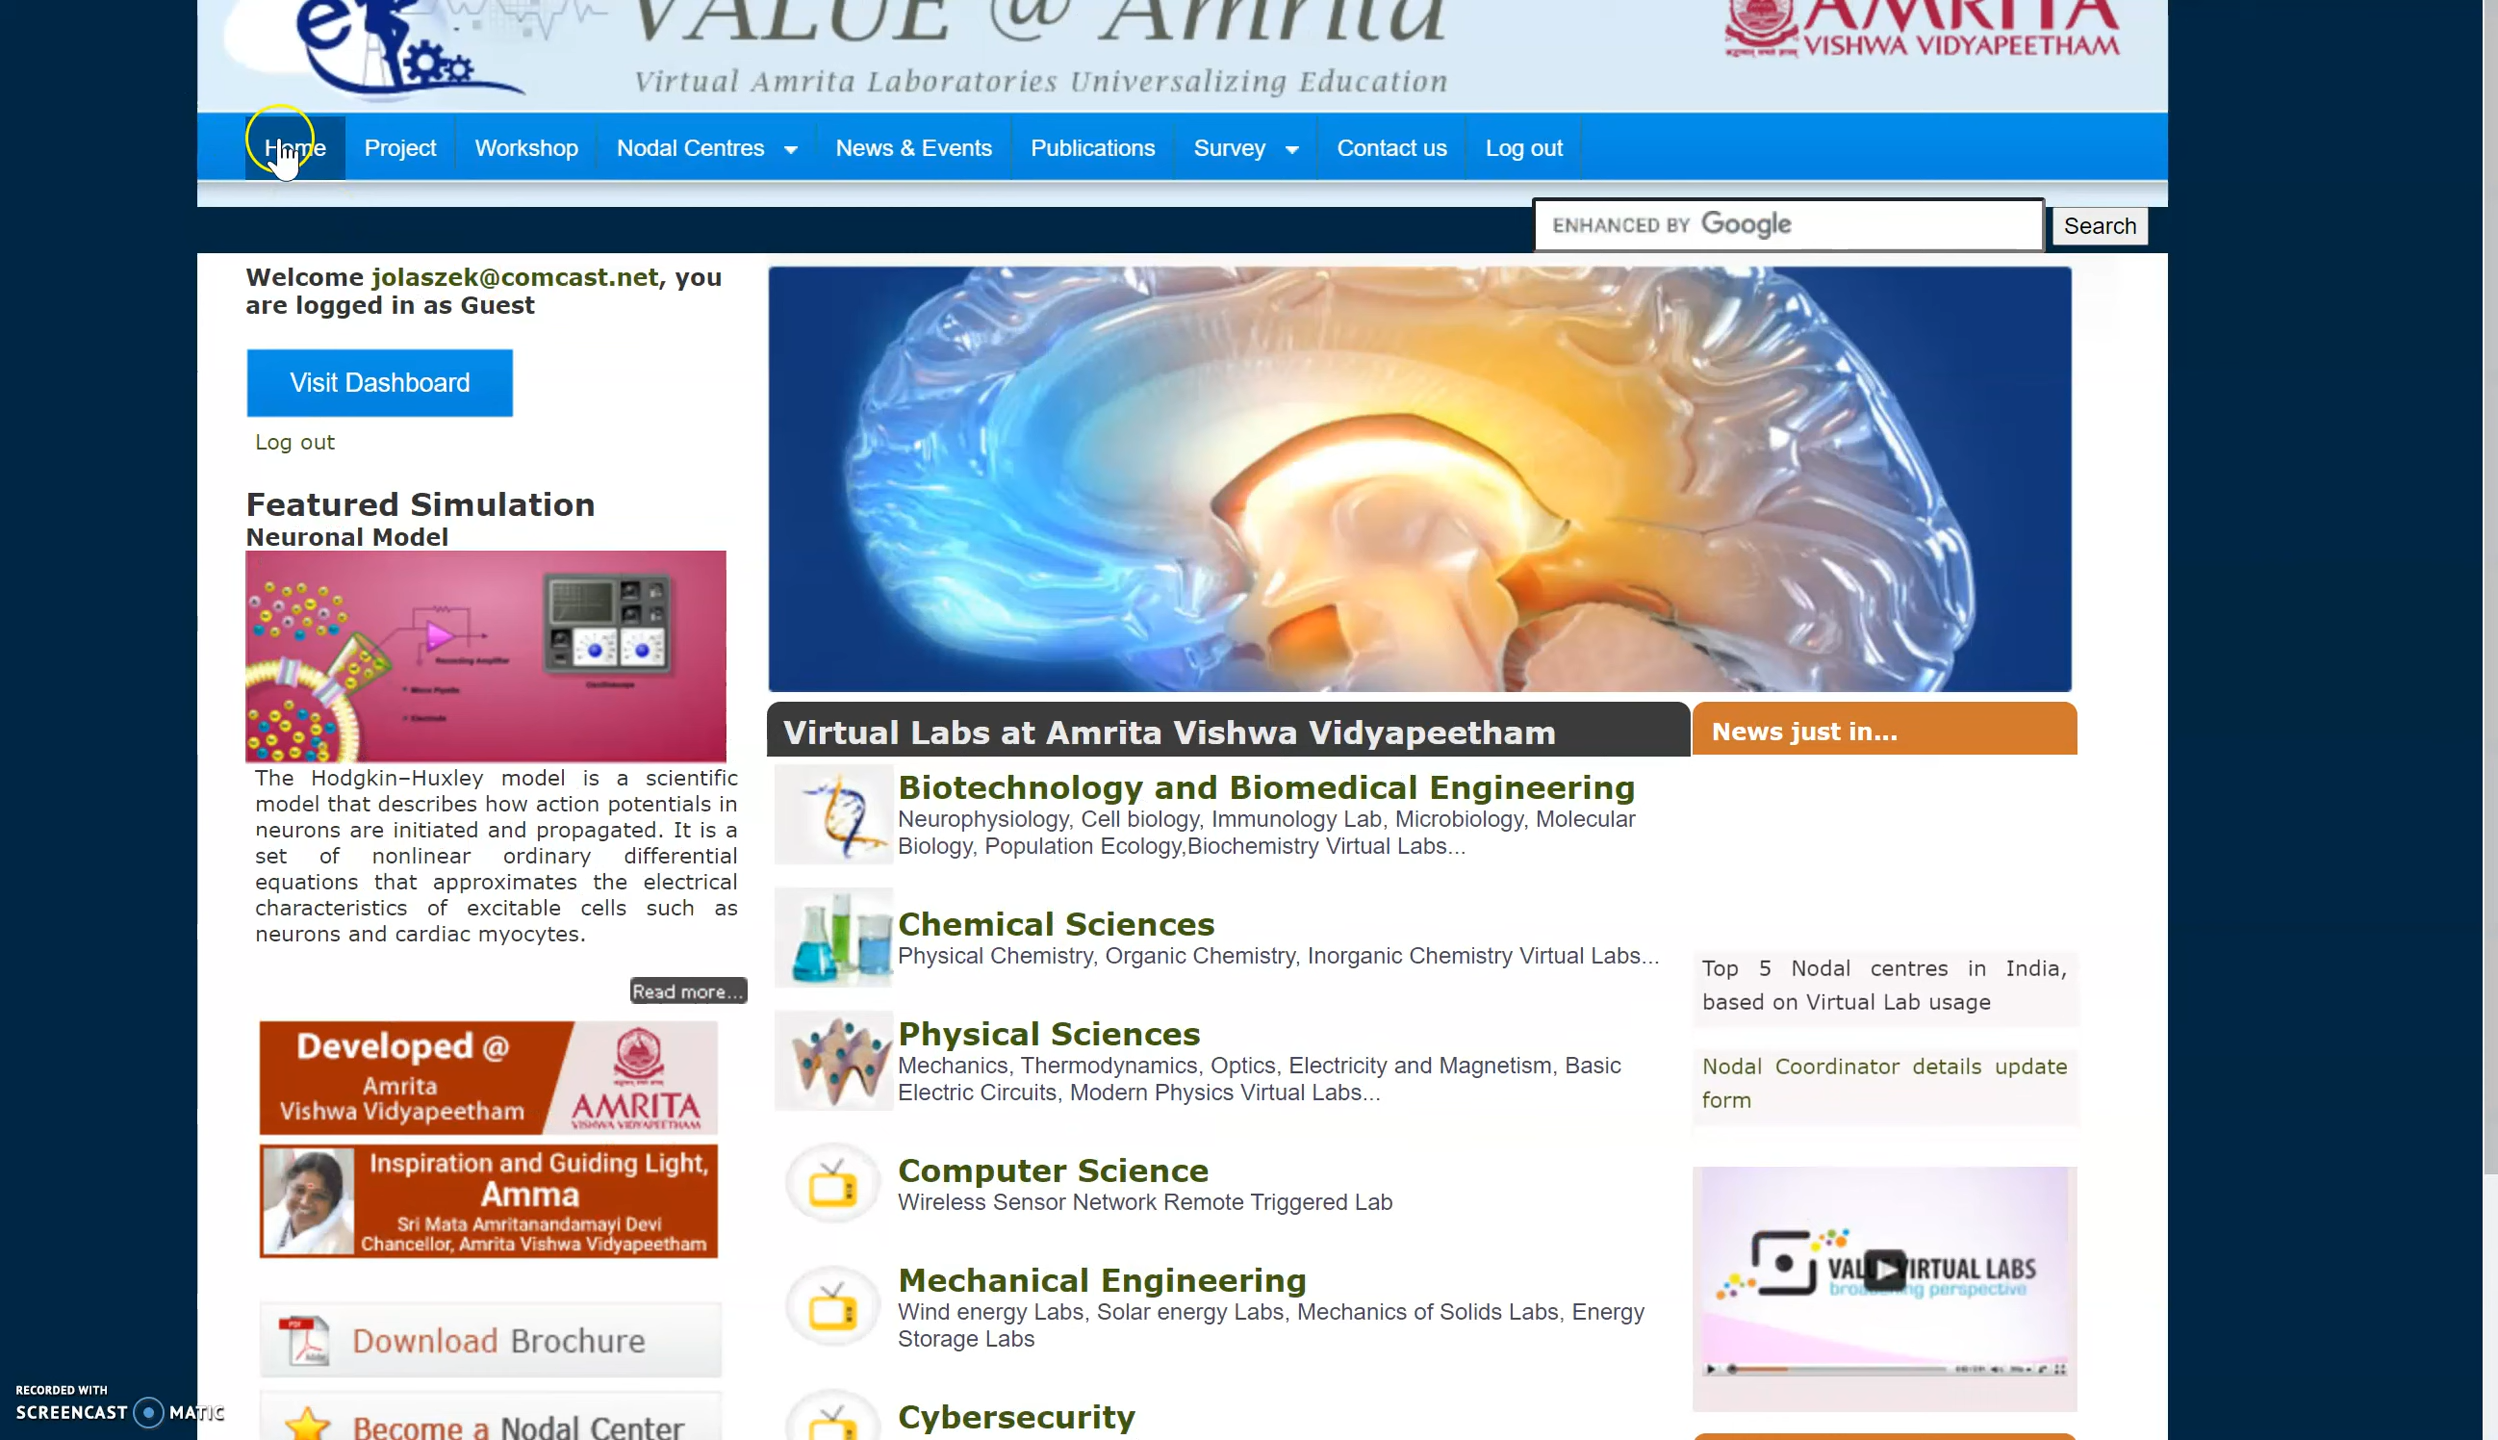 VALUE @ Amrita
Virtual Amrita Laboratories Universalizing Education
AMRITA
VISHWA VIDYAPEETHAM
Home
Project
Workshop
Nodal Centres
News & Events
Publications
Survey
Contact us
Log out
ENHANCED BY Google
Search
Welcome jolaszek@comcast.net, you
are logged in as Guest
Visit Dashboard
Log out
Featured Simulation
Neuronal Model
Recording Amplifier
Micro Pipette
Electrode
Oscilloscope
The Hodgkin–Huxley model is a scientific
model that describes how action potentials in
neurons are initiated and propagated. It is a
set of nonlinear ordinary differential
equations that approximates the electrical
characteristics of excitable cells such as
neurons and cardiac myocytes.
Read more...
Developed @
Amrita
Vishwa Vidyapeetham
AMRITA
VISHWA VIDYAPEETHAM
Inspiration and Guiding Light,
Amma
Sri Mata Amritanandamayi Devi
Chancellor, Amrita Vishwa Vidyapeetham
Download Brochure
Become a Nodal Center
Virtual Labs at Amrita Vishwa Vidyapeetham
Biotechnology and Biomedical Engineering
Neurophysiology, Cell biology, Immunology Lab, Microbiology, Molecular
Biology, Population Ecology,Biochemistry Virtual Labs...
Chemical Sciences
Physical Chemistry, Organic Chemistry, Inorganic Chemistry Virtual Labs...
Physical Sciences
Mechanics, Thermodynamics, Optics, Electricity and Magnetism, Basic
Electric Circuits, Modern Physics Virtual Labs...
Computer Science
Wireless Sensor Network Remote Triggered Lab
Mechanical Engineering
Wind energy Labs, Solar energy Labs, Mechanics of Solids Labs, Energy
Storage Labs
Cybersecurity
News just in...
Top 5 Nodal centres in India,
based on Virtual Lab usage
Nodal Coordinator details update
form
VIRTUAL LABS
perspective
RECORDED WITH
SCREENCAST MATIC